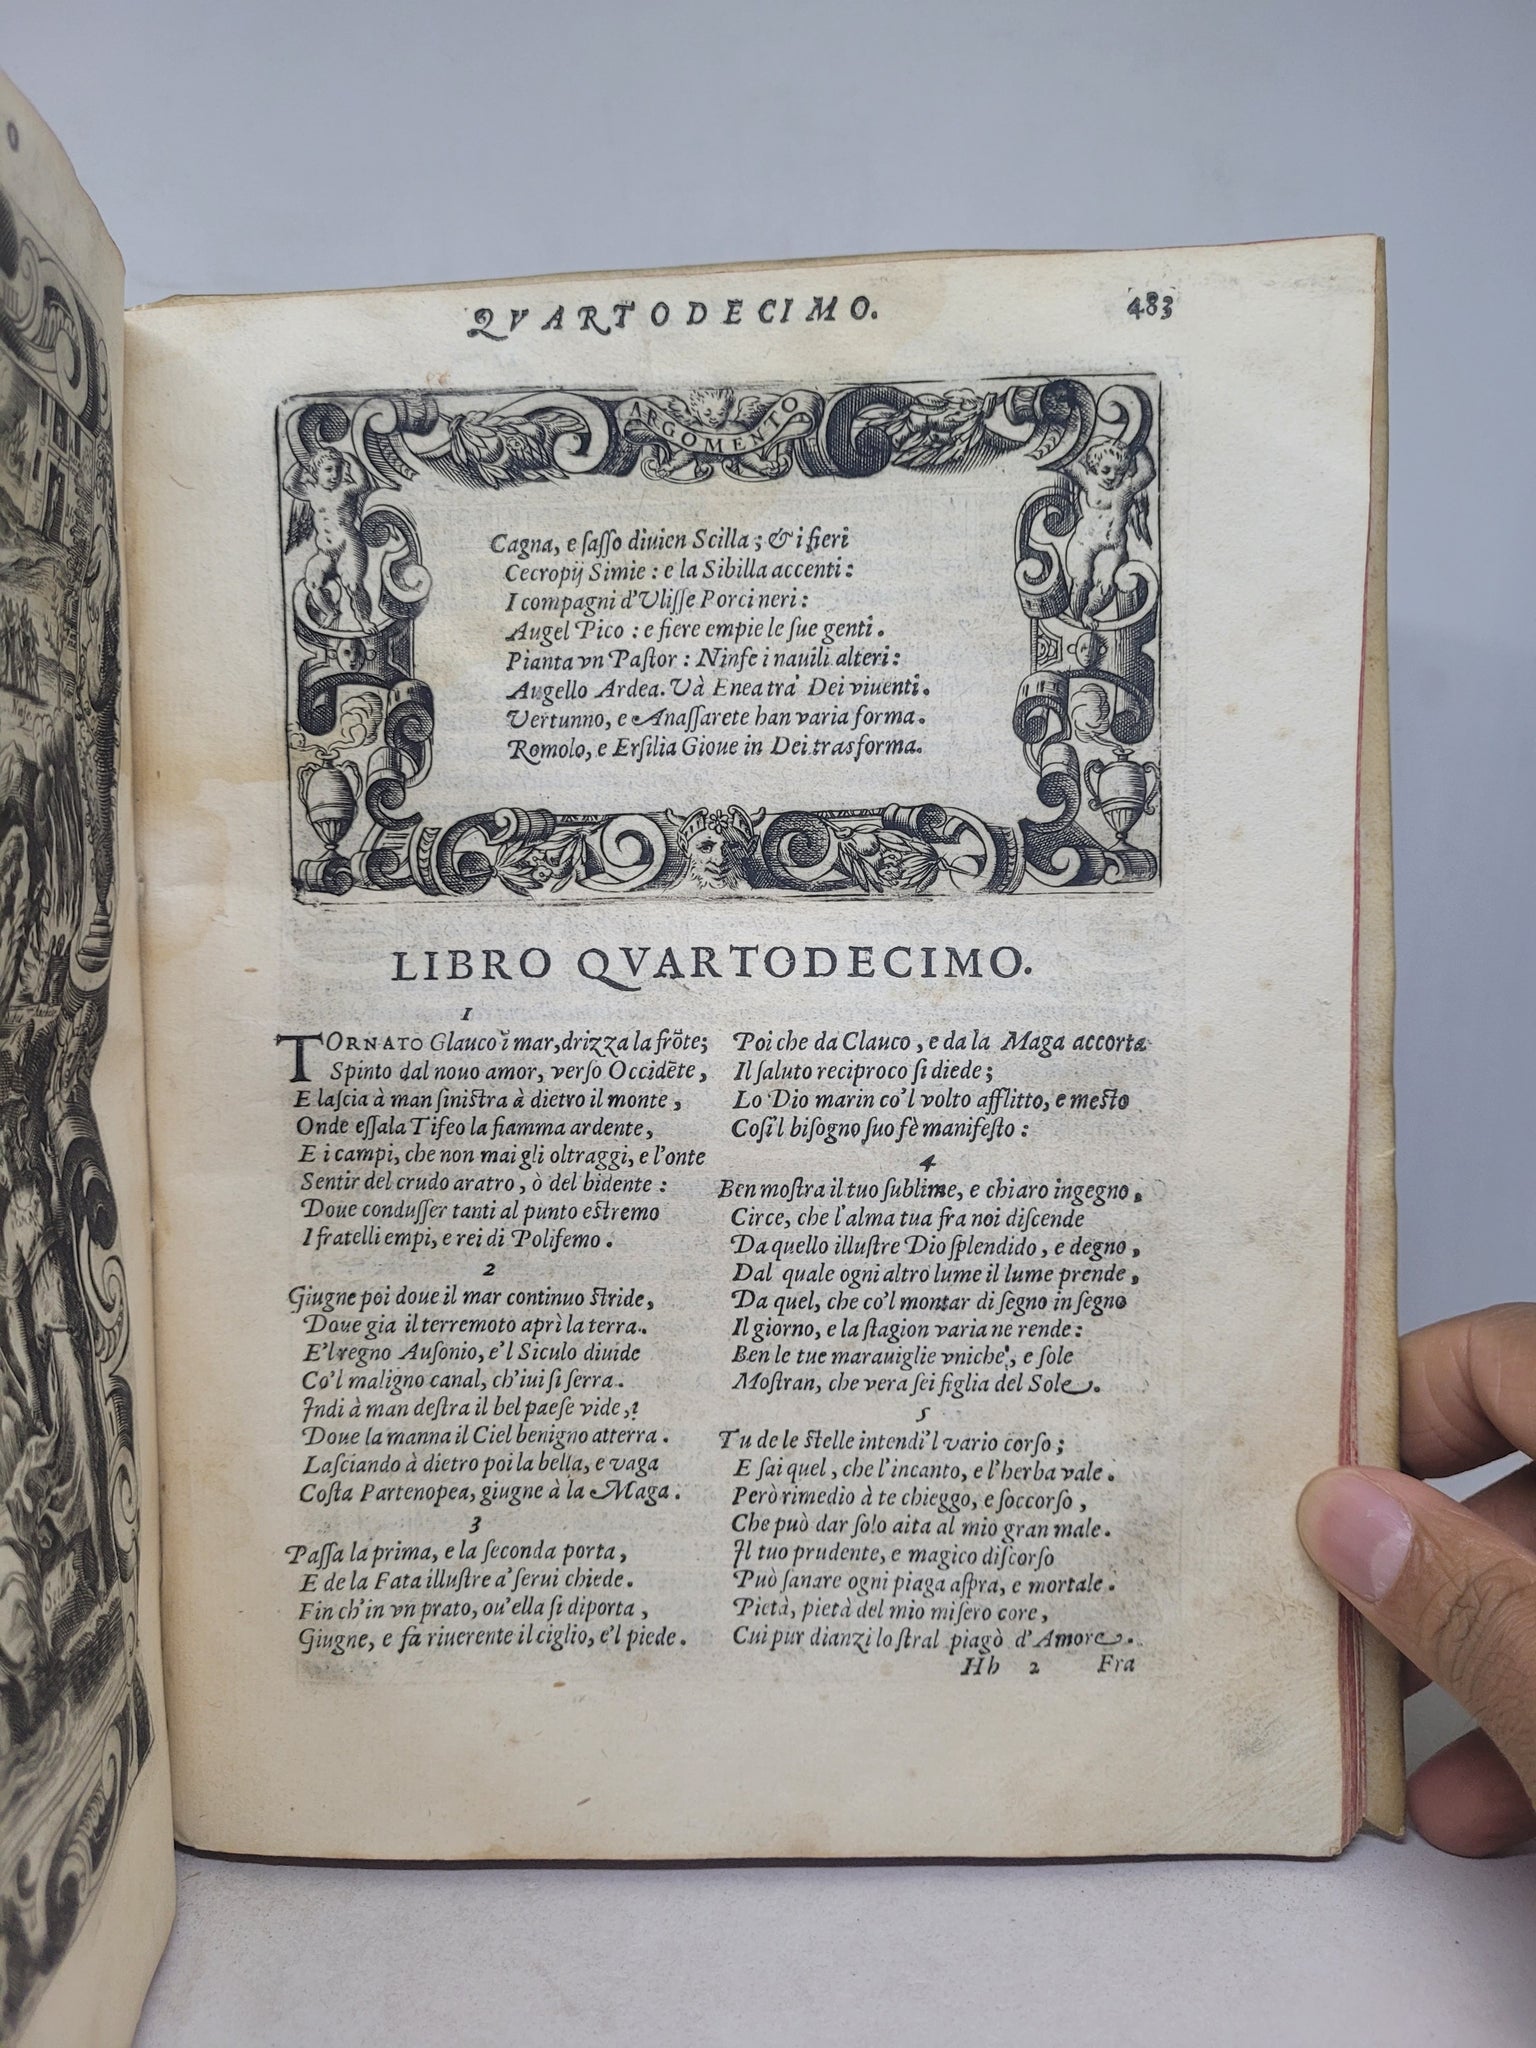 QVARTODECIMO.
483
ARGOMENTO
Cagna, e ſaſſo diuien Scilla; & i fieri
Cecropij Simie: e la Sibilla accenti:
I compagni d'Vliſſe Porci neri:
Augel Pico: e fiere empie le ſue genti.
Pianta vn Paſtor: Ninfe i nauili alteri:
Augello Ardea. Và Enea trà Dei viuenti.
Vertunno, e Anaſſarete han varia forma.
Romolo, e Erſilia Gioue in Dei trasforma.
LIBRO QVARTODECIMO.
1
TORNATO Glauco ĩ mar, drizza la frõte;
Spinto dal nouo amor, verſo Occidẽte,
E laſcia à man ſiniſtra à dietro il monte,
Onde eſſala Tifeo la fiamma ardente,
E i campi, che non mai gli oltraggi, e l'onte
Sentir del crudo aratro, ò del bidente:
Doue conduſſer tanti al punto eſtremo
I fratelli empi, e rei di Polifemo.
2
Giugne poi doue il mar continuo ſtride,
Doue gia il terremoto aprì la terra.
E'l regno Auſonio, e'l Siculo diuide
Co'l maligno canal, ch'iui ſi ſerra.
Indi à man deſtra il bel paeſe vide,
Doue la manna il Ciel benigno atterra.
Laſciando à dietro poi la bella, e vaga
Coſta Partenopea, giugne à la Maga.
3
Paſſa la prima, e la ſeconda porta,
E de la Fata illuſtre a' ſerui chiede.
Fin ch'in vn prato, ou'ella ſi diporta,
Giugne, e fa riuerente il ciglio, e'l piede.
Poi che da Clauco, e da la Maga accorta
Il ſaluto reciproco ſi diede;
Lo Dio marin co'l volto afflitto, e meſto
Coſi'l biſogno ſuo fè manifeſto:
4
Ben moſtra il tuo ſublime, e chiaro ingegno,
Circe, che l'alma tua fra noi diſcende
Da quello illuſtre Dio ſplendido, e degno,
Dal quale ogni altro lume il lume prende,
Da quel, che co'l montar di ſegno in ſegno
Il giorno, e la ſtagion varia ne rende:
Ben le tue marauiglie vniche, e ſole
Moſtran, che vera ſei figlia del Sole.
5
Tu de le ſtelle intendi'l vario corſo;
E ſai quel, che l'incanto, e l'herba vale.
Però rimedio à te chieggo, e ſoccorſo,
Che può dar ſolo aita al mio gran male.
Il tuo prudente, e magico diſcorſo
Può ſanare ogni piaga aſpra, e mortale.
Pietà, pietà del mio miſero core,
Cui pur dianzi lo ſtral piagò d'Amore.
Hh 2 Fra